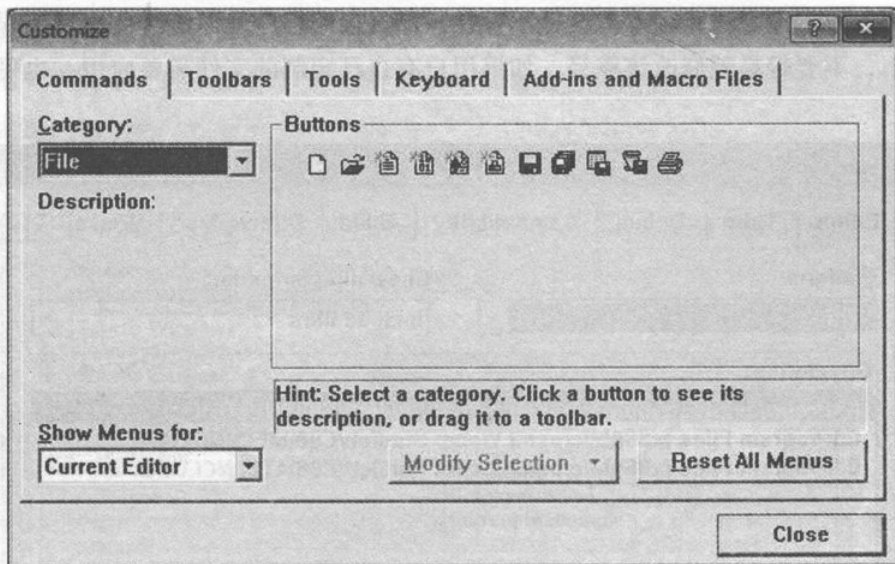 Customize
Commands Toolbars Tools Keyboard Add-ins and Macro Files
Category:
File
Description:
Buttons
Hint: Select a category. Click a button to see its
description, or drag it to a toolbar.
Show Menus for:
Current Editor
Modify Selection
Reset All Menus
Close